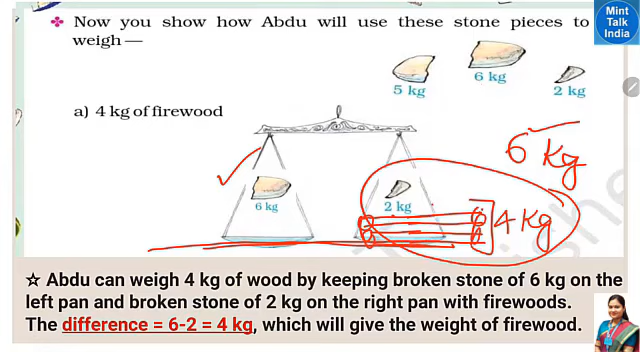 ❖ Now you show how Abdu will use these stone pieces to
weigh —
Mint
Talk
India
5 kg
6 kg
2 kg
a) 4 kg of firewood
6 kg
6 kg
2 kg
4 kg
☆ Abdu can weigh 4 kg of wood by keeping broken stone of 6 kg on the
left pan and broken stone of 2 kg on the right pan with firewoods.
The difference = 6-2 = 4 kg, which will give the weight of firewood.